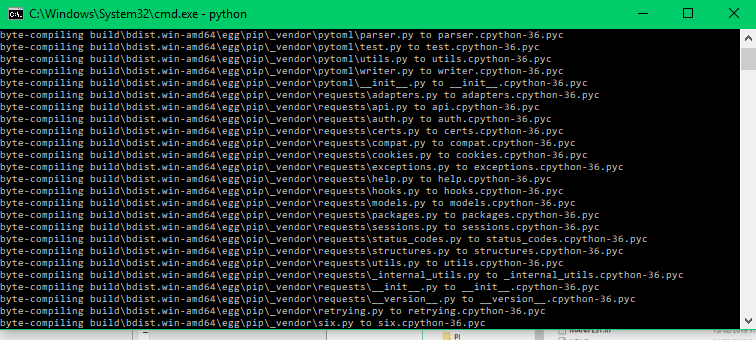 C:\Windows\System32\cmd.exe - python
byte-compiling build\bdist.win-amd64\egg\pip\_vendor\pytoml\parser.py to parser.cpython-36.pyc
byte-compiling build\bdist.win-amd64\egg\pip\_vendor\pytoml\test.py to test.cpython-36.pyc
byte-compiling build\bdist.win-amd64\egg\pip\_vendor\pytoml\utils.py to utils.cpython-36.pyc
byte-compiling build\bdist.win-amd64\egg\pip\_vendor\pytoml\writer.py to writer.cpython-36.pyc
byte-compiling build\bdist.win-amd64\egg\pip\_vendor\pytoml\__init__.py to __init__.cpython-36.pyc
byte-compiling build\bdist.win-amd64\egg\pip\_vendor\requests\adapters.py to adapters.cpython-36.pyc
byte-compiling build\bdist.win-amd64\egg\pip\_vendor\requests\api.py to api.cpython-36.pyc
byte-compiling build\bdist.win-amd64\egg\pip\_vendor\requests\auth.py to auth.cpython-36.pyc
byte-compiling build\bdist.win-amd64\egg\pip\_vendor\requests\certs.py to certs.cpython-36.pyc
byte-compiling build\bdist.win-amd64\egg\pip\_vendor\requests\compat.py to compat.cpython-36.pyc
byte-compiling build\bdist.win-amd64\egg\pip\_vendor\requests\cookies.py to cookies.cpython-36.pyc
byte-compiling build\bdist.win-amd64\egg\pip\_vendor\requests\exceptions.py to exceptions.cpython-36.pyc
byte-compiling build\bdist.win-amd64\egg\pip\_vendor\requests\help.py to help.cpython-36.pyc
byte-compiling build\bdist.win-amd64\egg\pip\_vendor\requests\hooks.py to hooks.cpython-36.pyc
byte-compiling build\bdist.win-amd64\egg\pip\_vendor\requests\models.py to models.cpython-36.pyc
byte-compiling build\bdist.win-amd64\egg\pip\_vendor\requests\packages.py to packages.cpython-36.pyc
byte-compiling build\bdist.win-amd64\egg\pip\_vendor\requests\sessions.py to sessions.cpython-36.pyc
byte-compiling build\bdist.win-amd64\egg\pip\_vendor\requests\status_codes.py to status_codes.cpython-36.pyc
byte-compiling build\bdist.win-amd64\egg\pip\_vendor\requests\structures.py to structures.cpython-36.pyc
byte-compiling build\bdist.win-amd64\egg\pip\_vendor\requests\utils.py to utils.cpython-36.pyc
byte-compiling build\bdist.win-amd64\egg\pip\_vendor\requests\_internal_utils.py to _internal_utils.cpython-36.pyc
byte-compiling build\bdist.win-amd64\egg\pip\_vendor\requests\__init__.py to __init__.cpython-36.pyc
byte-compiling build\bdist.win-amd64\egg\pip\_vendor\requests\__version__.py to __version__.cpython-36.pyc
byte-compiling build\bdist.win-amd64\egg\pip\_vendor\retrying.py to retrying.cpython-36.pyc
byte-compiling build\bdist.win-amd64\egg\pip\_vendor\six.py to six.cpython-36.pyc